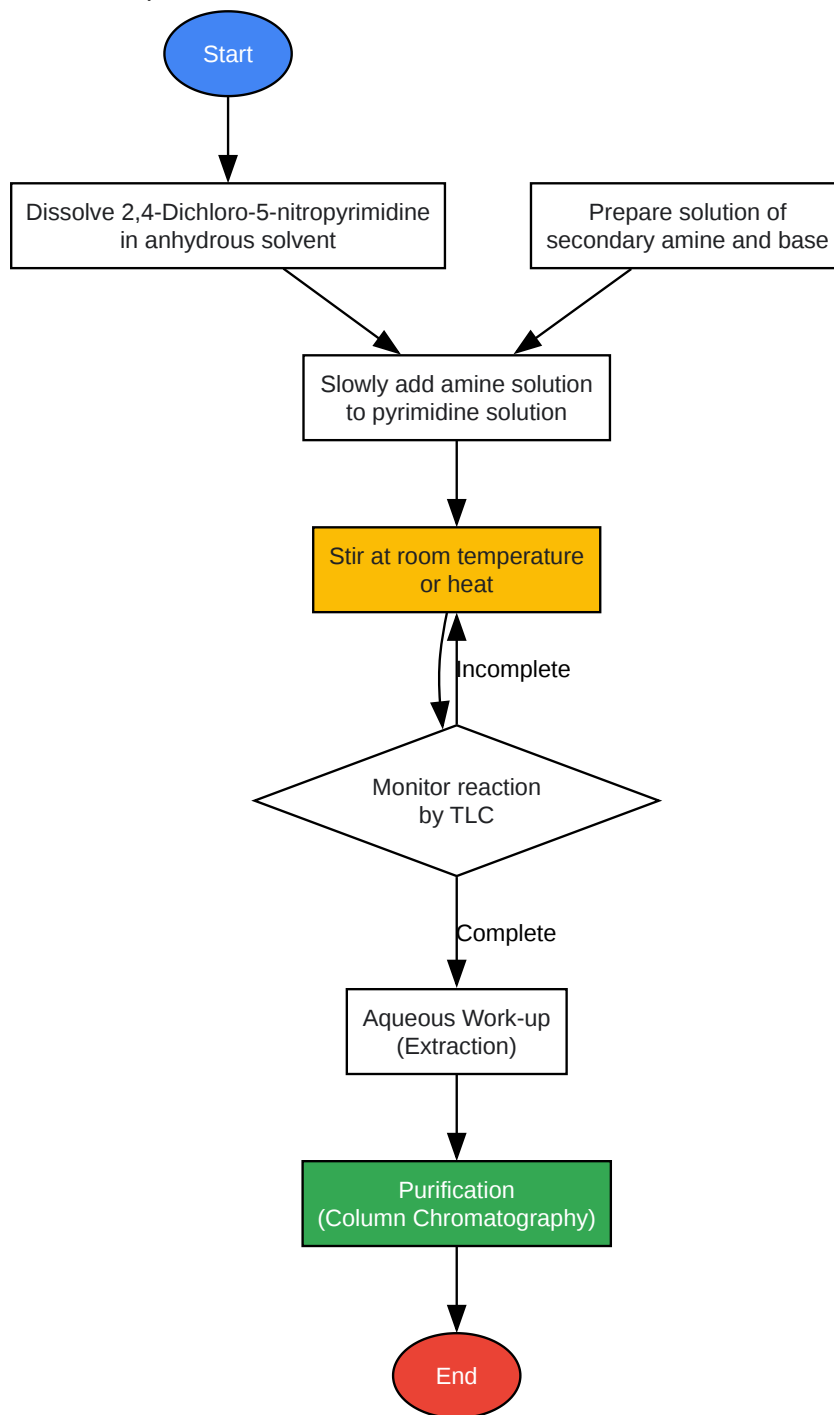 Start
Dissolve 2,4-Dichloro-5-nitropyrimidine
in anhydrous solvent
Prepare solution of
secondary amine and base
Slowly add amine solution
to pyrimidine solution
Stir at room temperature
or heat
Incomplete
Monitor reaction
by TLC
Complete
Aqueous Work-up
(Extraction)
Purification
(Column Chromatography)
End